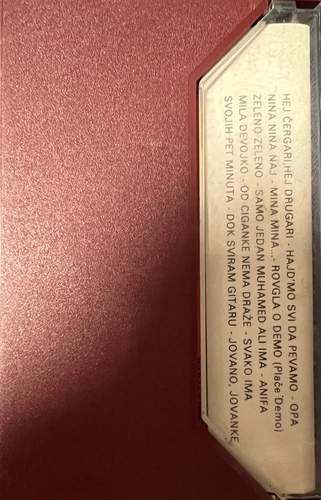 HEJ ČERGARI,HEJ DRUGARI - HAJD'MO SVI DA PEVAMO - OPA
NINA NINA NAJ - MINA MINA... - ROVGLA O DEMO (Plače Demo)
ZELENO ZELENO - SAMO JEDAN MUHAMED ALI IMA - ANIFA
MILA DEVOJKO - OD CIGANKE NEMA DRAŽE - SVAKO IMA
SVOJIH PET MINUTA - DOK SVIRAM GITARU - JOVANO, JOVANKE